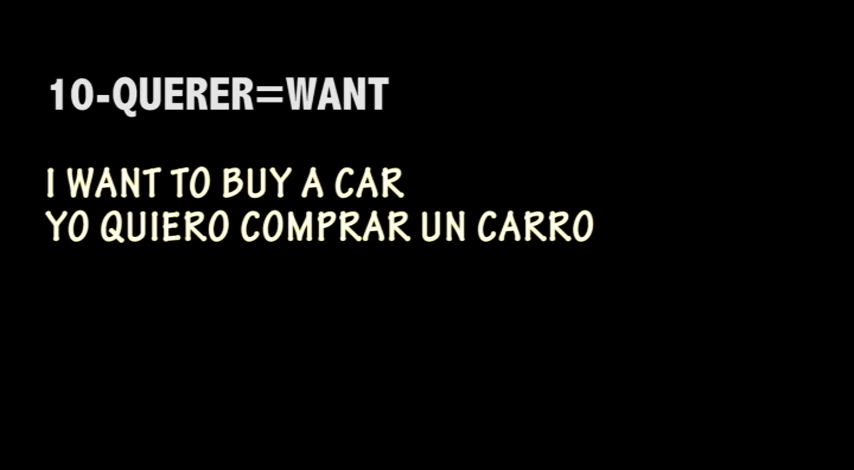 10-QUERER=WANT
I WANT TO BUY A CAR
YO QUIERO COMPRAR UN CARRO